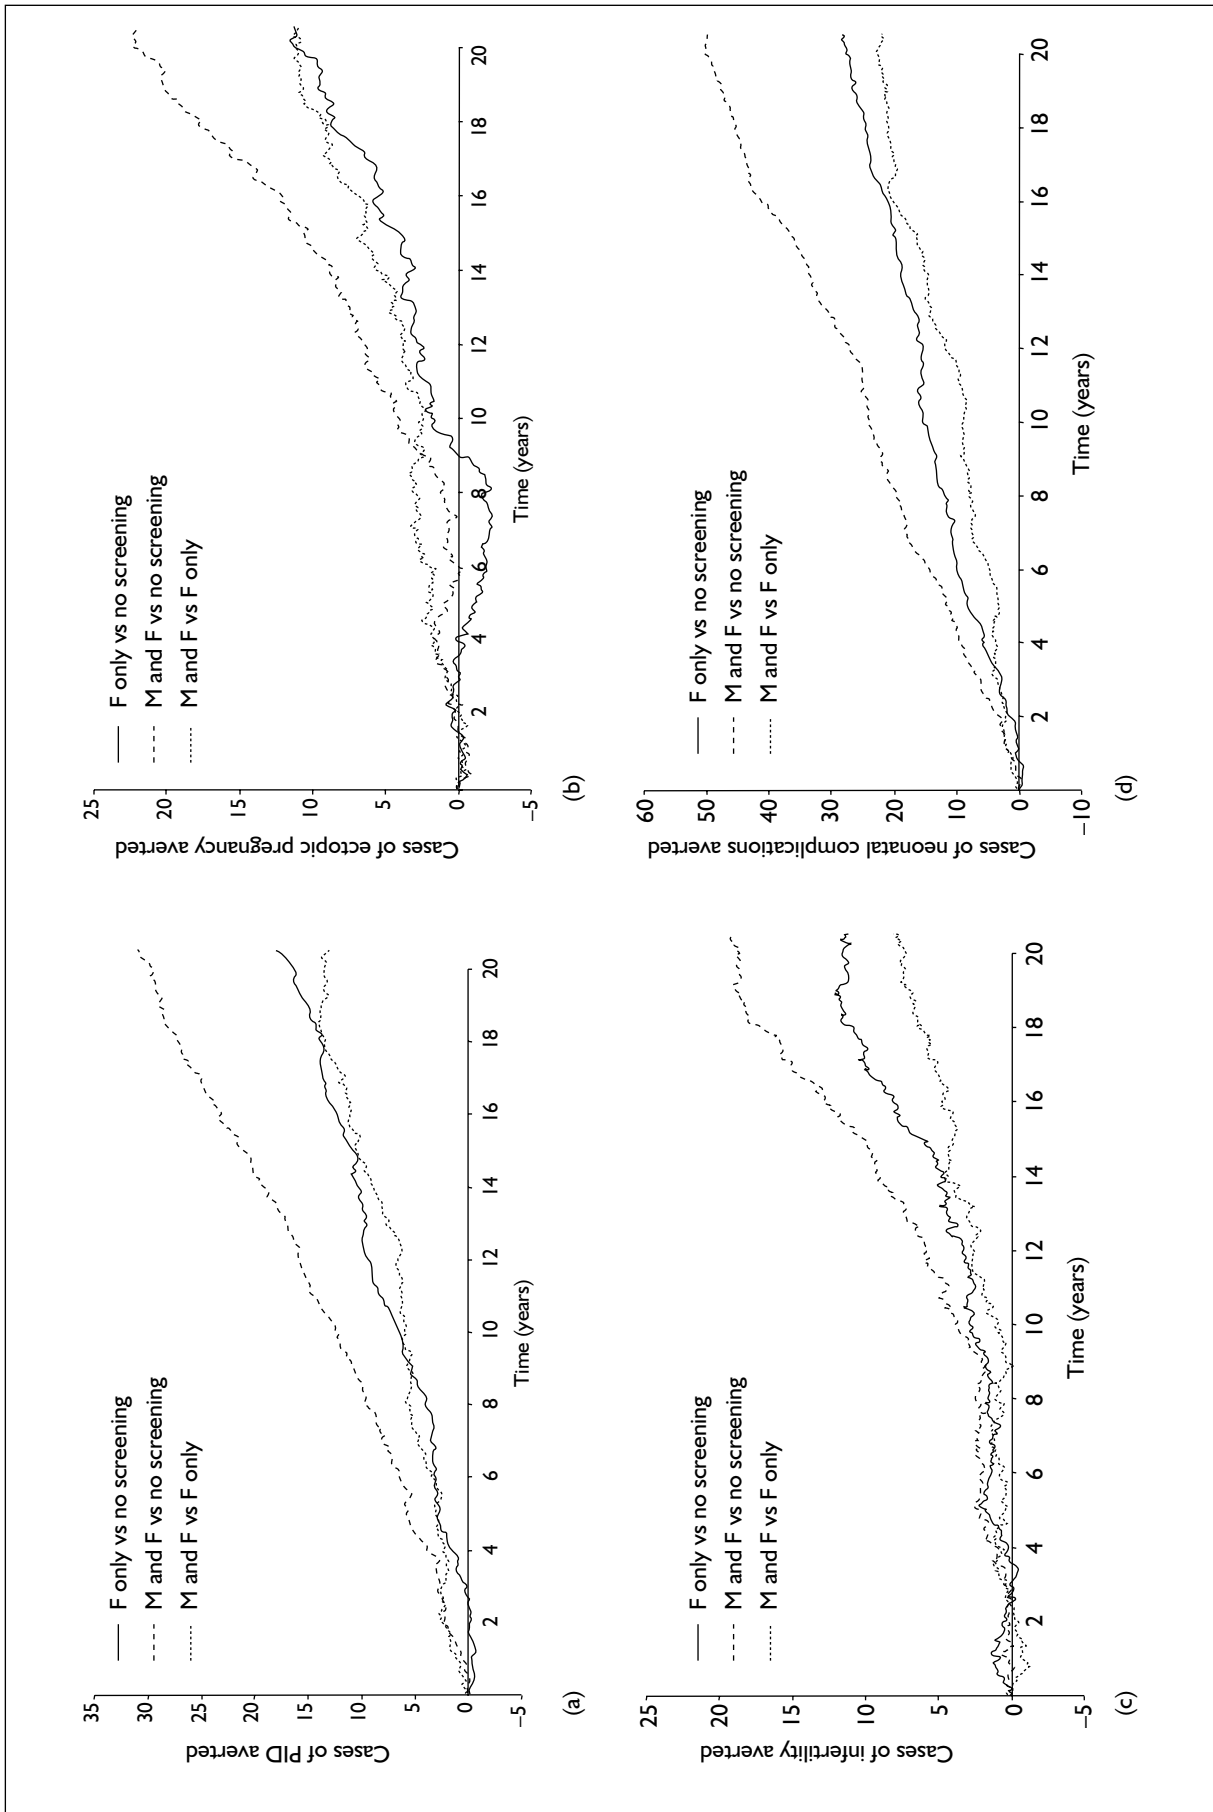 35
30
25
20
15
10
5
0
–5
Cases of PID averted
F only vs no screening
M and F vs no screening
M and F vs F only
2
4
6
8
10
12
14
16
18
20
Time (years)
(a)
25
20
15
10
5
0
–5
Cases of ectopic pregnancy averted
F only vs no screening
M and F vs no screening
M and F vs F only
2
4
6
8
10
12
14
16
18
20
Time (years)
(b)
25
20
15
10
5
0
–5
Cases of infertility averted
F only vs no screening
M and F vs no screening
M and F vs F only
2
4
6
8
10
12
14
16
18
20
Time (years)
(c)
60
50
40
30
20
10
0
–10
Cases of neonatal complications averted
F only vs no screening
M and F vs no screening
M and F vs F only
2
4
6
8
10
12
14
16
18
20
Time (years)
(d)